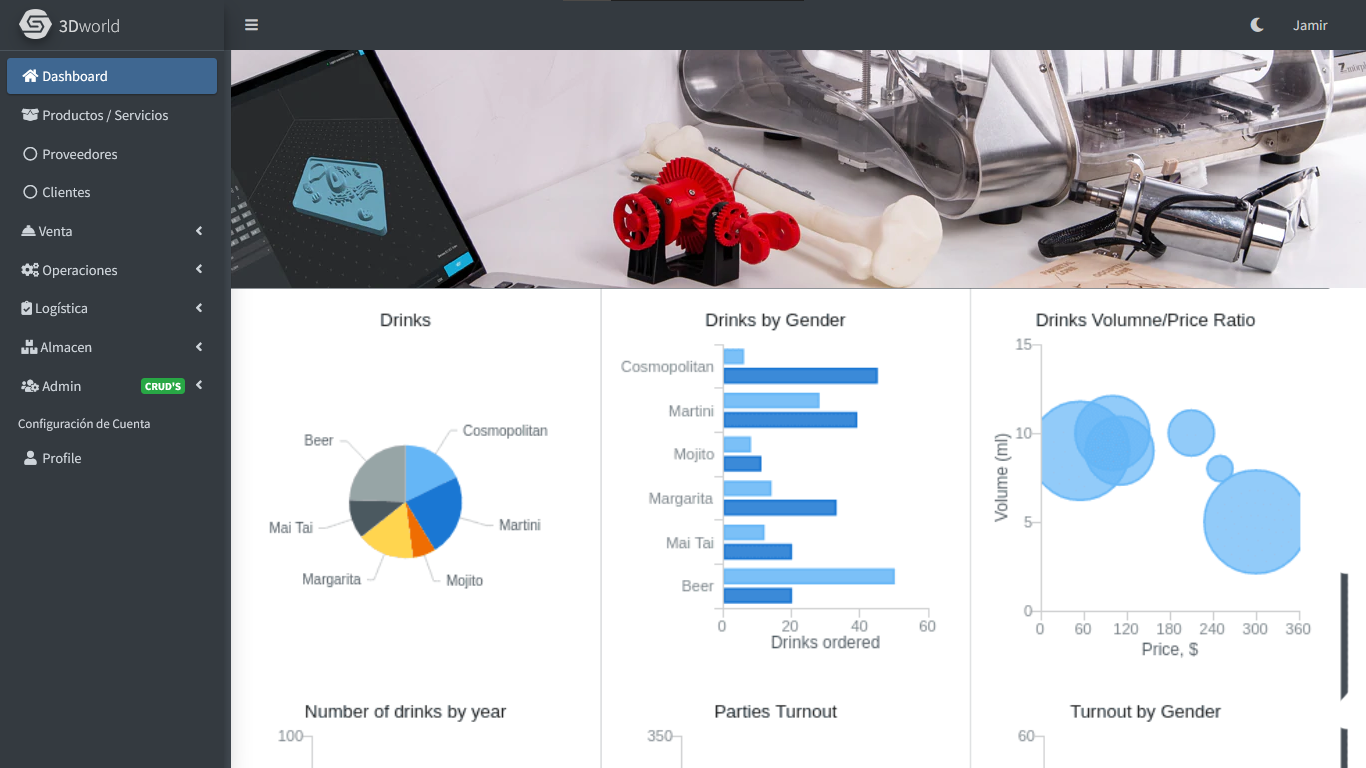 3Dworld
Jamir
Dashboard
Productos / Servicios
Proveedores
Clientes
Venta
Operaciones
Logística
Almacen
Admin CRUD'S
Configuración de Cuenta
Profile
Drinks
Beer
Cosmopolitan
Mai Tai
Martini
Margarita
Mojito
Drinks by Gender
Cosmopolitan
Martini
Mojito
Margarita
Mai Tai
Beer
0 20 40 60
Drinks ordered
Drinks Volumne/Price Ratio
15
10
5
0
Volume (ml)
0 60 120 180 240 300 360
Price, $
Number of drinks by year
100
Parties Turnout
350
Turnout by Gender
60